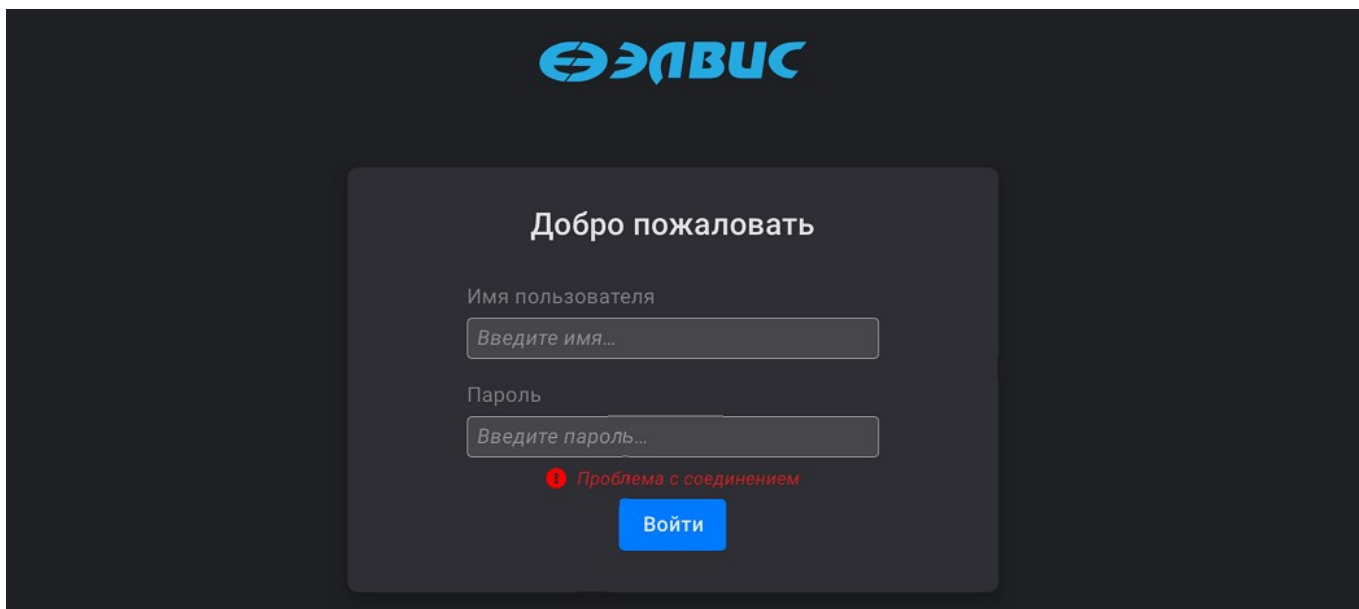 ЭЛВИС
Добро пожаловать
Имя пользователя
Введите имя...
Пароль
Введите пароль...
Проблема с соединением
Войти